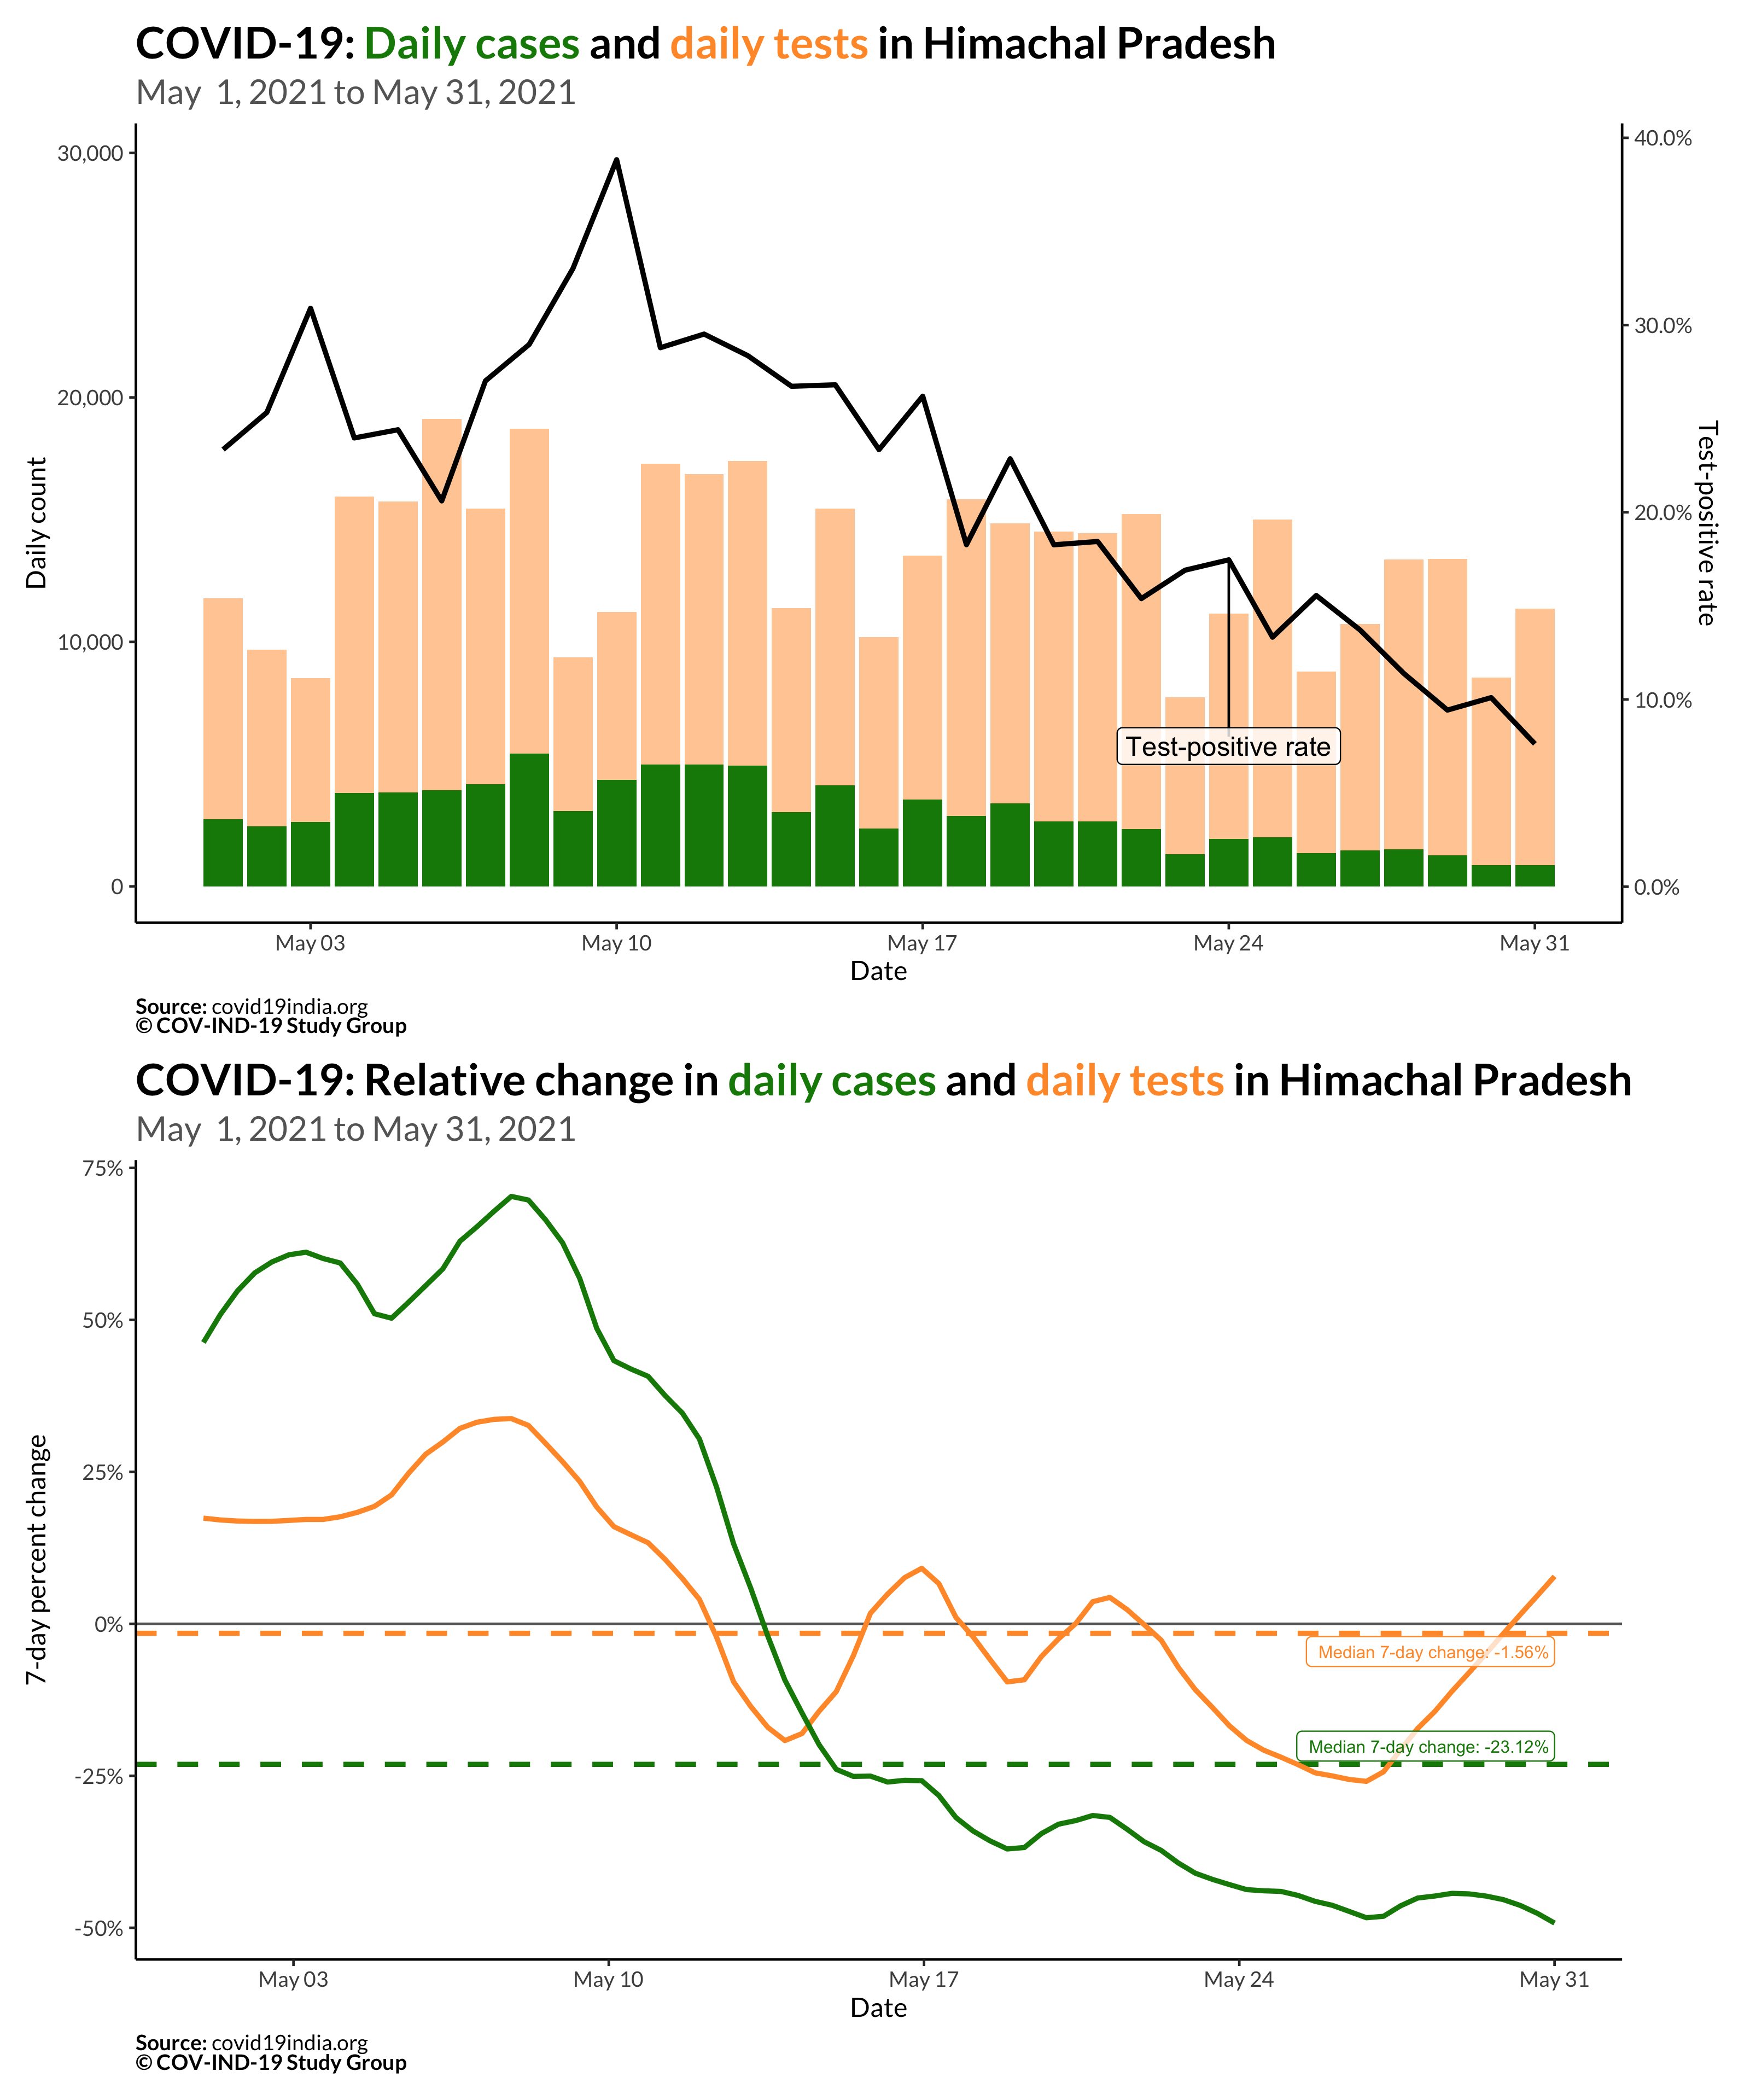 COVID-19: Daily cases and daily tests in Himachal Pradesh
May  1, 2021 to May 31, 2021
30,000
20,000
10,000
0
Daily count
40.0%
30.0%
20.0%
10.0%
0.0%
Test-positive rate
Test-positive rate
May 03 May 10 May 17 May 24 May 31
Date
Source: covid19india.org
© COV-IND-19 Study Group
COVID-19: Relative change in daily cases and daily tests in Himachal Pradesh
May  1, 2021 to May 31, 2021
75%
50%
25%
0%
-25%
-50%
7-day percent change
Median 7-day change: -1.56%
Median 7-day change: -23.12%
May 03 May 10 May 17 May 24 May 31
Date
Source: covid19india.org
© COV-IND-19 Study Group